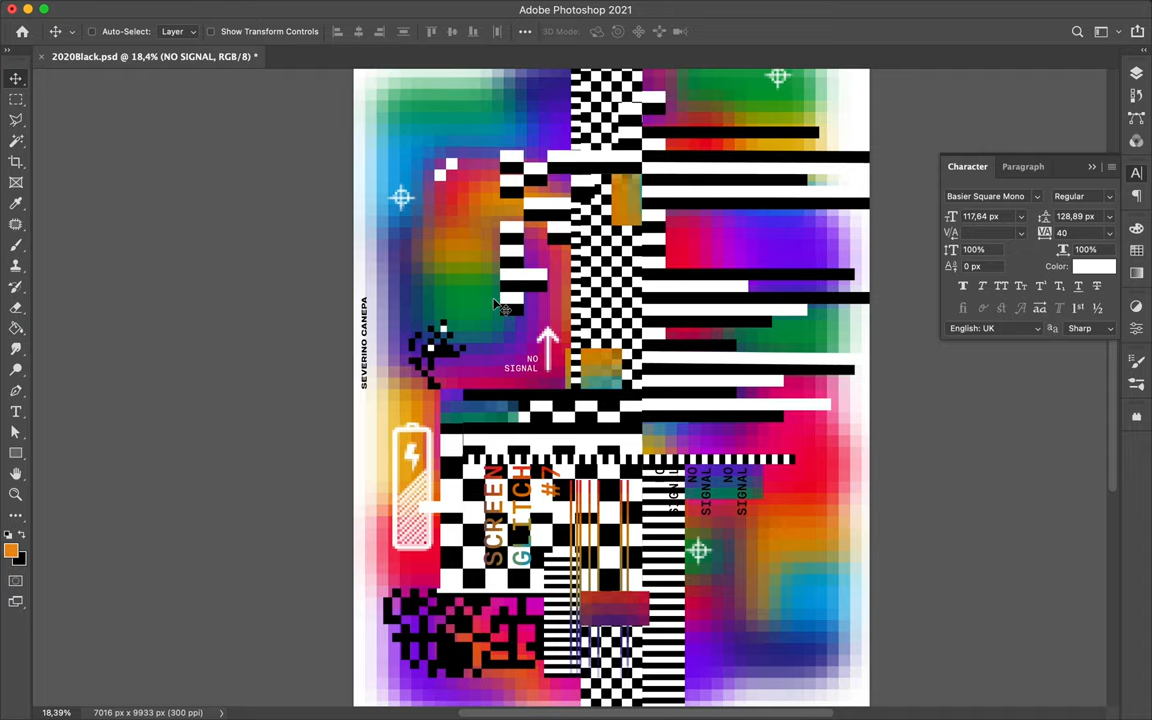 Adobe Photoshop 2021
Auto-Select:
Layer
Show Transform Controls
3D Mode:
2020Black.psd @ 18,4% (NO SIGNAL, RGB/8) *
Character
Paragraph
Basier Square Mono
Regular
117,64 px
128,89 px
40
100%
100%
0 px
Color:
English: UK
Sharp
SEVERINO CANEPA
NO
SIGNAL
SCREEN
GLITCH
#7
NO
SIGNAL
NO
SIGNAL
18,39%
7016 px x 9933 px (300 ppi)